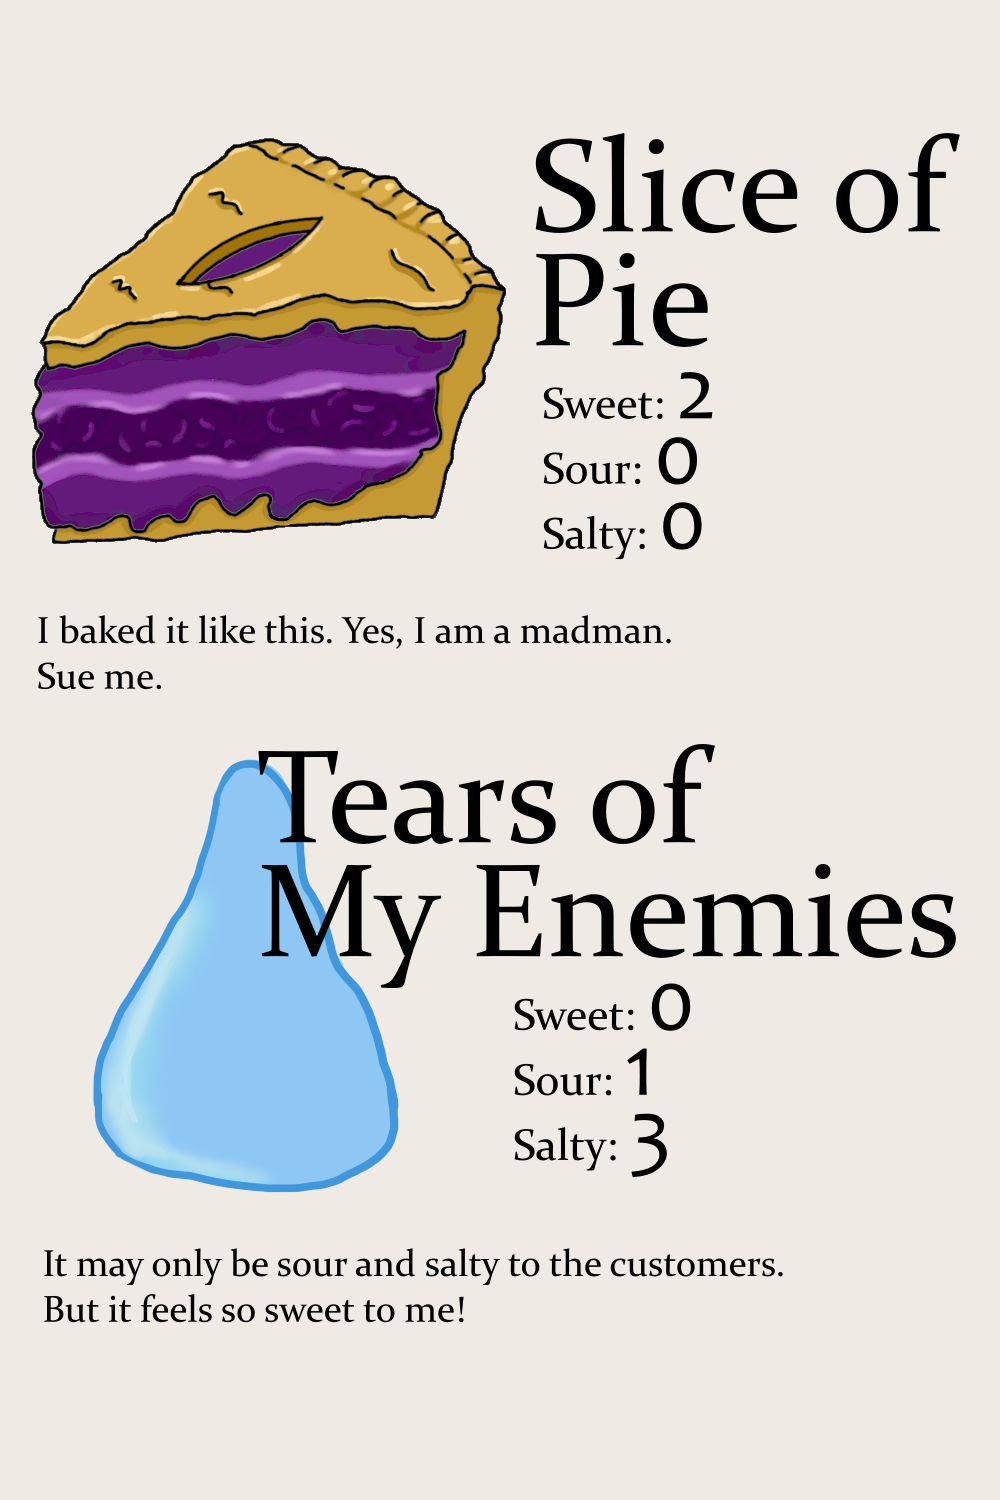 Slice of
Pie
Sweet: 2
Sour: 0
Salty: 0
I baked it like this. Yes, I am a madman.
Sue me.
Tears of
My Enemies
Sweet: 0
Sour: 1
Salty: 3
It may only be sour and salty to the customers.
But it feels so sweet to me!